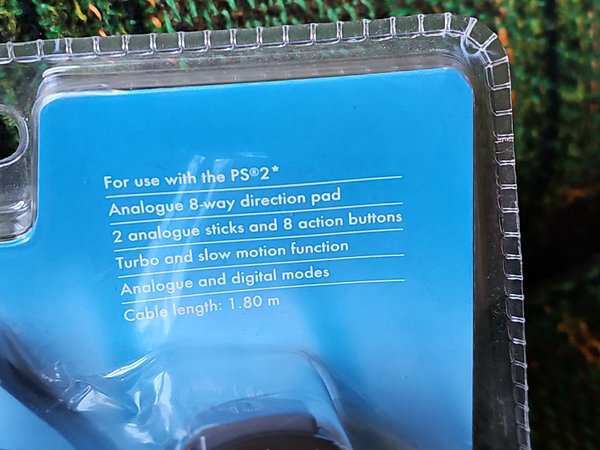 For use with the PS®2*
Analogue 8-way direction pad
2 analogue sticks and 8 action buttons
Turbo and slow motion function
Analogue and digital modes
Cable length: 1.80 m